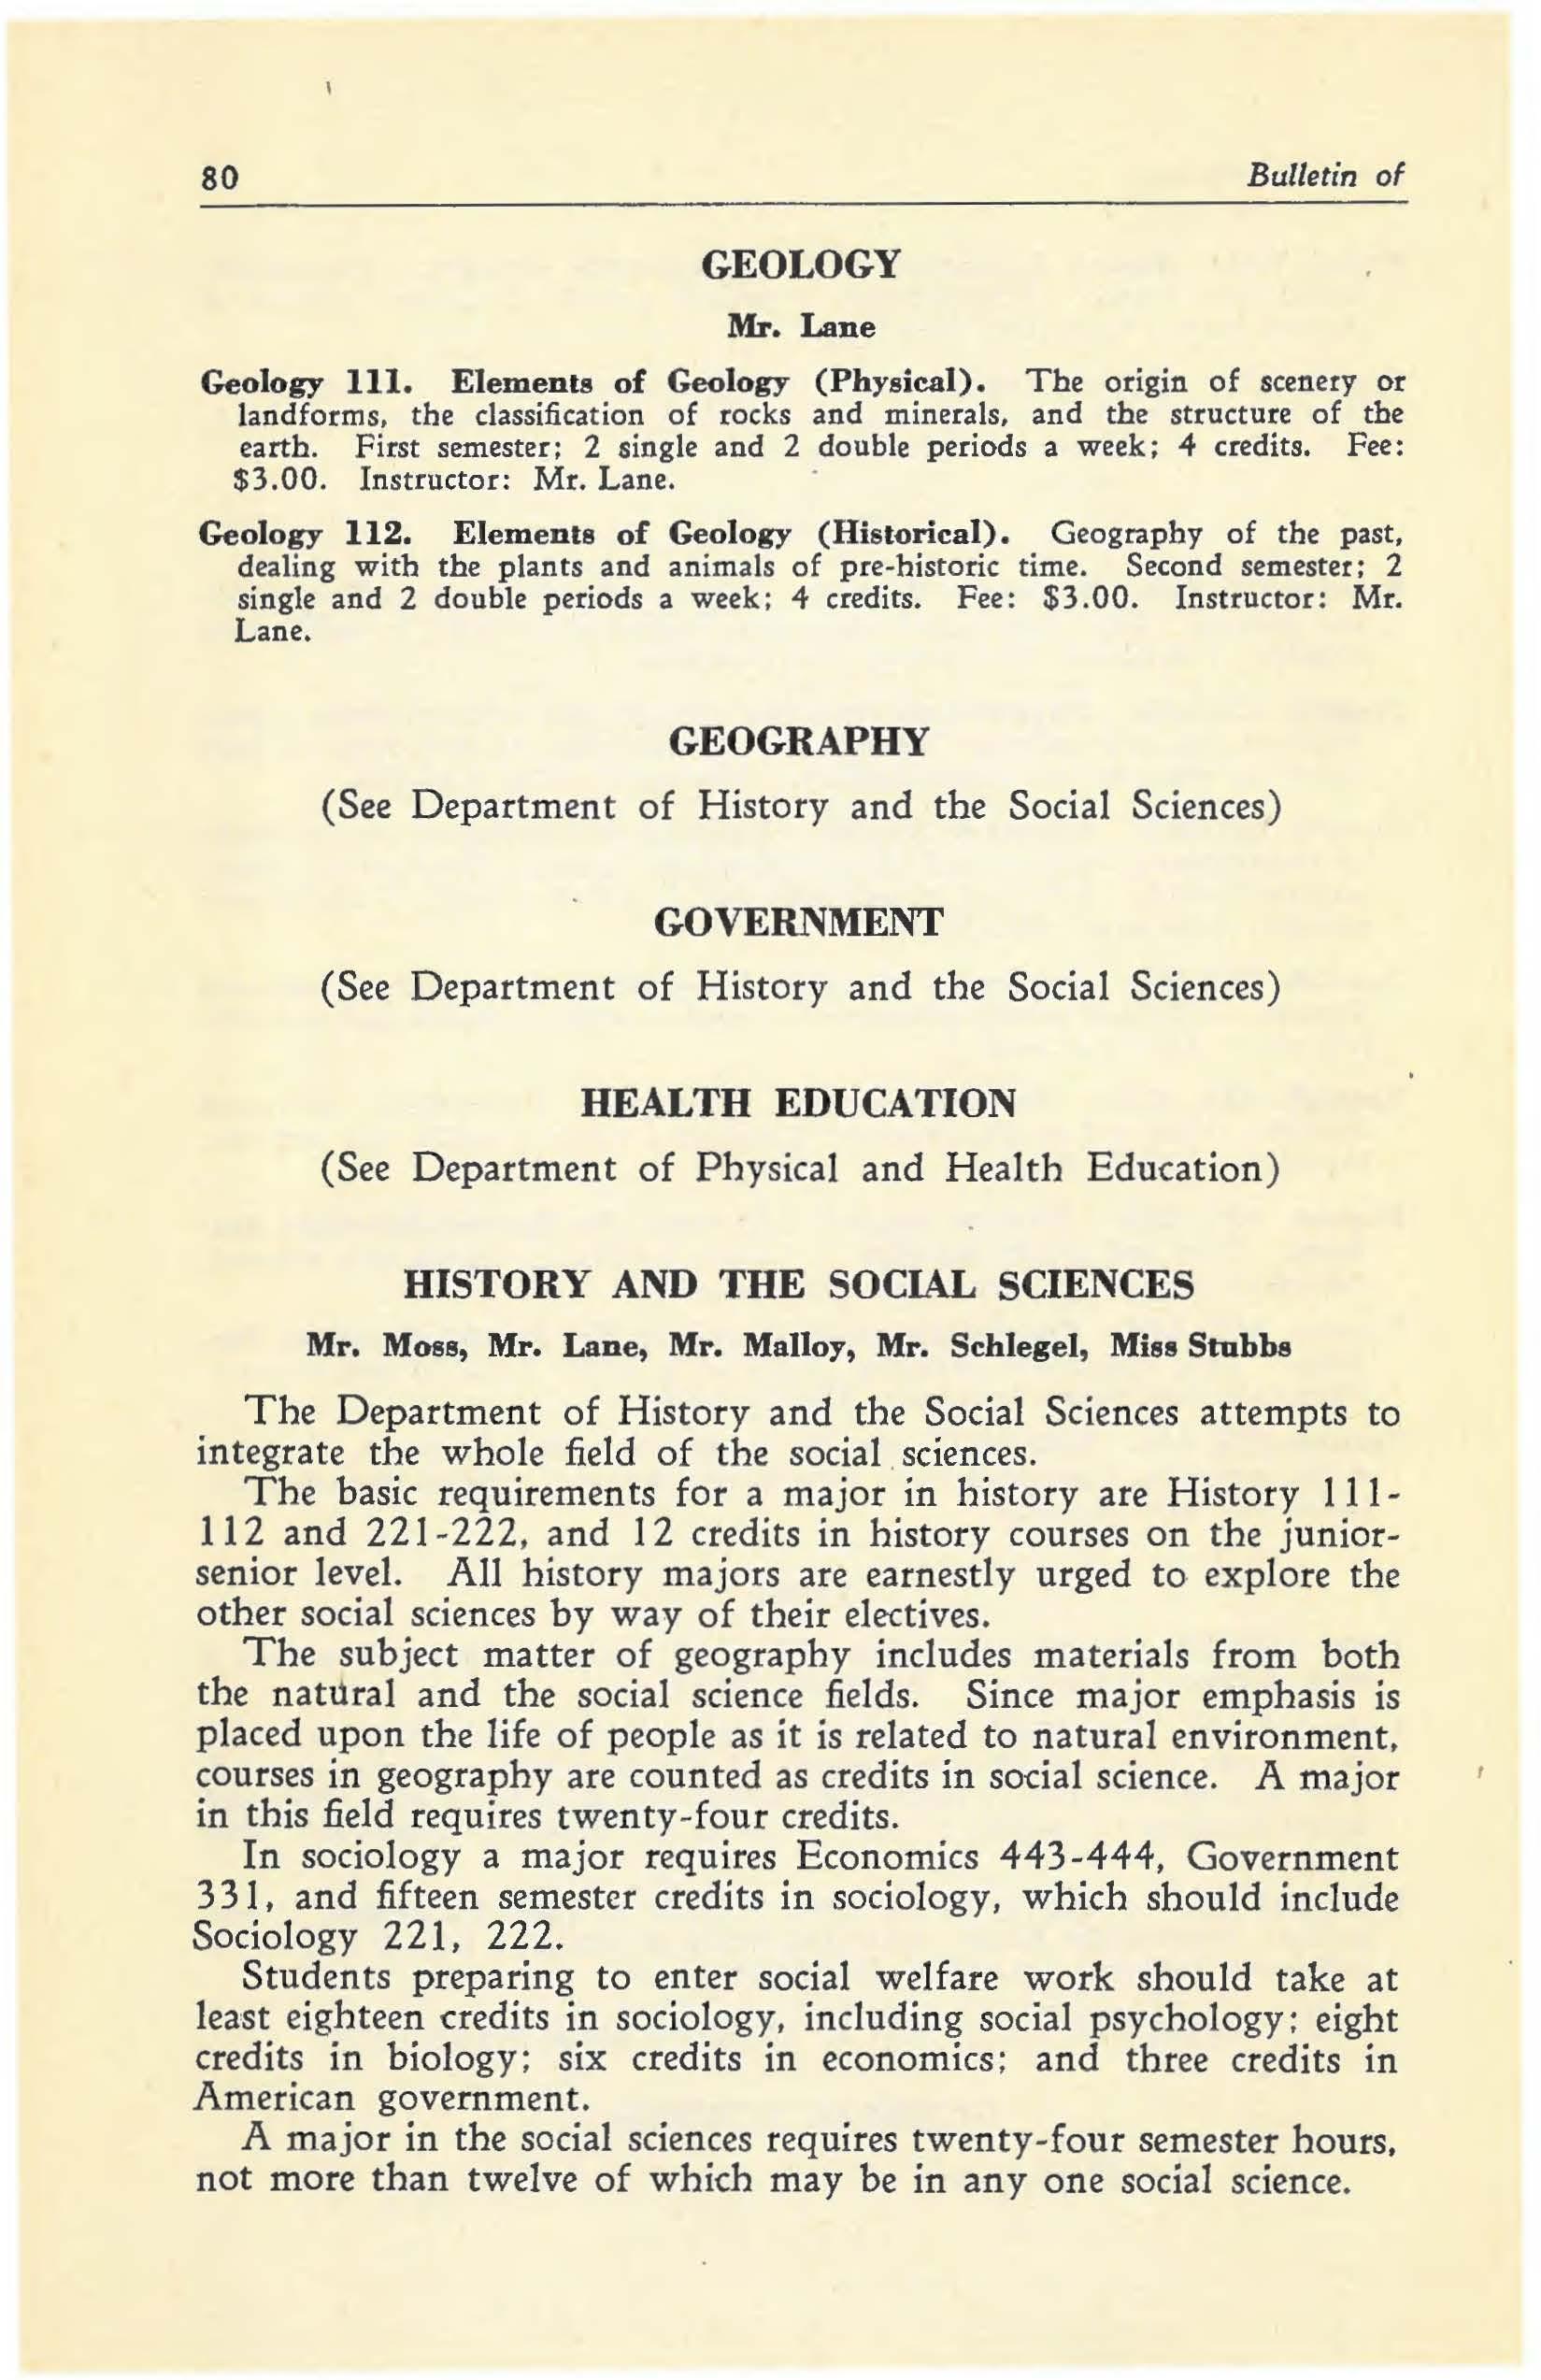 80 Bulletin of
GEOLOGY
Mr. Lane
Geology 111. Elements of Geology (Physical). The origin of scenery or
landforms, the classification of rocks and minerals, and the structure of the
earth. First semester; 2 single and 2 double periods a week; 4 credits. Fee:
$3.00. Instructor: Mr. Lane.
Geology 112. Elements of Geology (Historical). Geography of the past,
dealing with the plants and animals of pre-historic time. Second semester; 2
single and 2 double periods a week; 4 credits. Fee: $3.00. Instructor: Mr.
Lane.
GEOGRAPHY
(See Department of History and the Social Sciences)
GOVERNMENT
(See Department of History and the Social Sciences)
HEALTH EDUCATION
(See Department of Physical and Health Education)
HISTORY AND THE SOCIAL SCIENCES
Mr. Moss, Mr. Lane, Mr. Malloy, Mr. Schlegel, Miss Stubbs
The Department of History and the Social Sciences attempts to
integrate the whole field of the social sciences.
The basic requirements for a major in history are History 111-
112 and 221-222, and 12 credits in history courses on the junior-
senior level. All history majors are earnestly urged to explore the
other social sciences by way of their electives.
The subject matter of geography includes materials from both
the natural and the social science fields. Since major emphasis is
placed upon the life of people as it is related to natural environment,
courses in geography are counted as credits in social science. A major
in this field requires twenty-four credits.
In sociology a major requires Economics 443-444, Government
331, and fifteen semester credits in sociology, which should include
Sociology 221, 222.
Students preparing to enter social welfare work should take at
least eighteen credits in sociology, including social psychology; eight
credits in biology; six credits in economics; and three credits in
American government.
A major in the social sciences requires twenty-four semester hours,
not more than twelve of which may be in any one social science.